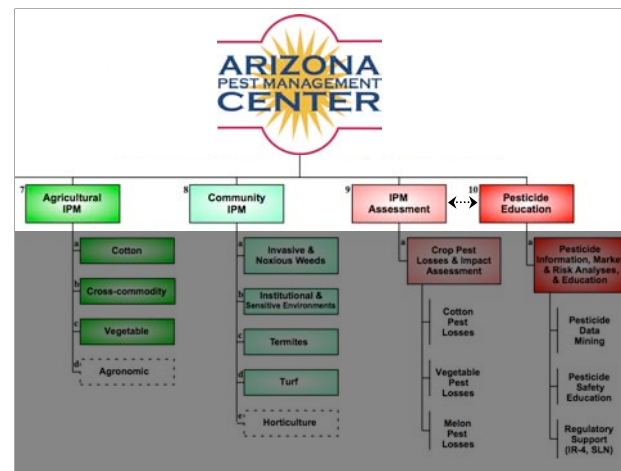 ARIZONA
PEST MANAGEMENT
CENTER
7
Agricultural
IPM
8
Community
IPM
9
IPM
Assessment
10
Pesticide
Education
a
Cotton
b
Cross-commodity
c
Vegetable
d
Agronomic
a
Invasive &
Noxious Weeds
b
Institutional &
Sensitive Environments
c
Termites
d
Turf
e
Horticulture
a
Crop Pest
Losses & Impact
Assessment
Cotton
Pest
Losses
Vegetable
Pest
Losses
Melon
Pest
Losses
a
Pesticide
Information, Market
& Risk Analyses,
& Education
Pesticide
Data
Mining
Pesticide
Safety
Education
Regulatory
Support
(IR-4, SLN)